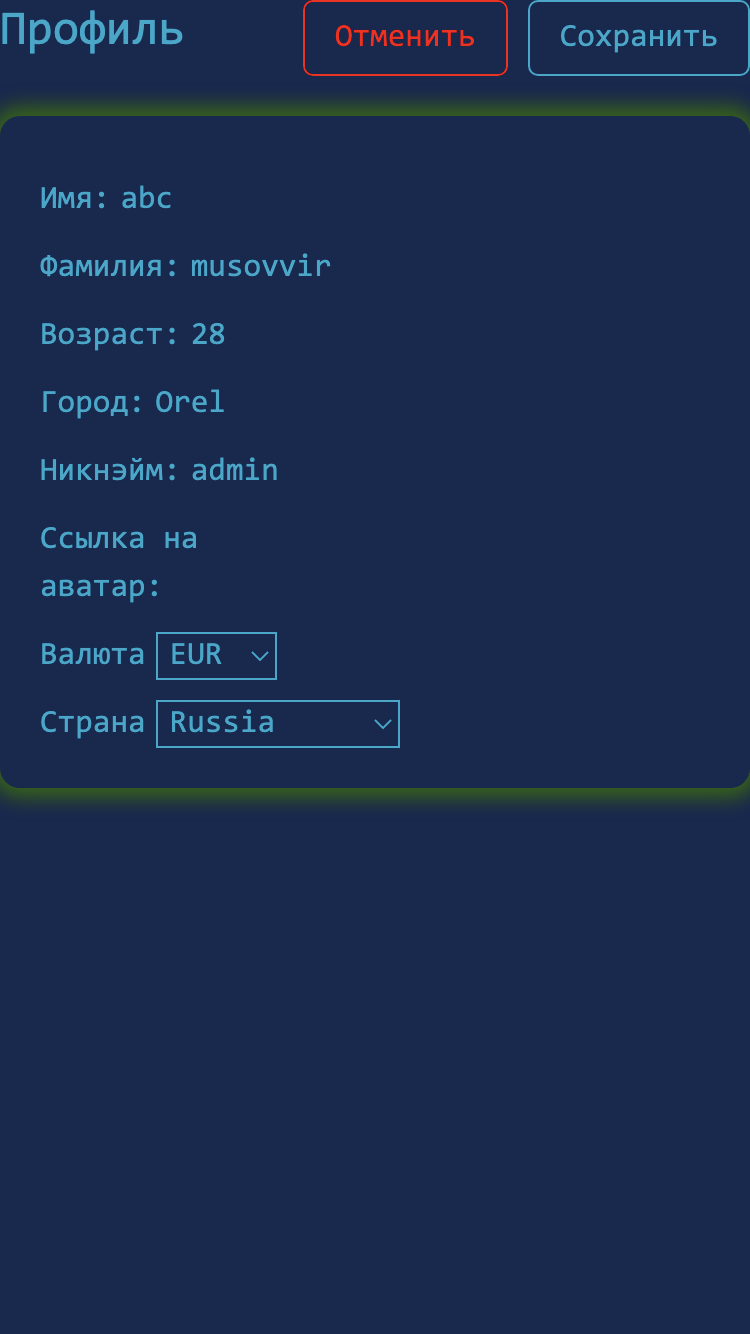 Профиль Отменить Сохранить
Имя: abc
Фамилия: musovvir
Возраст: 28
Город: Orel
Никнэйм: admin
Ссылка на
аватар:
Валюта EUR
Страна Russia